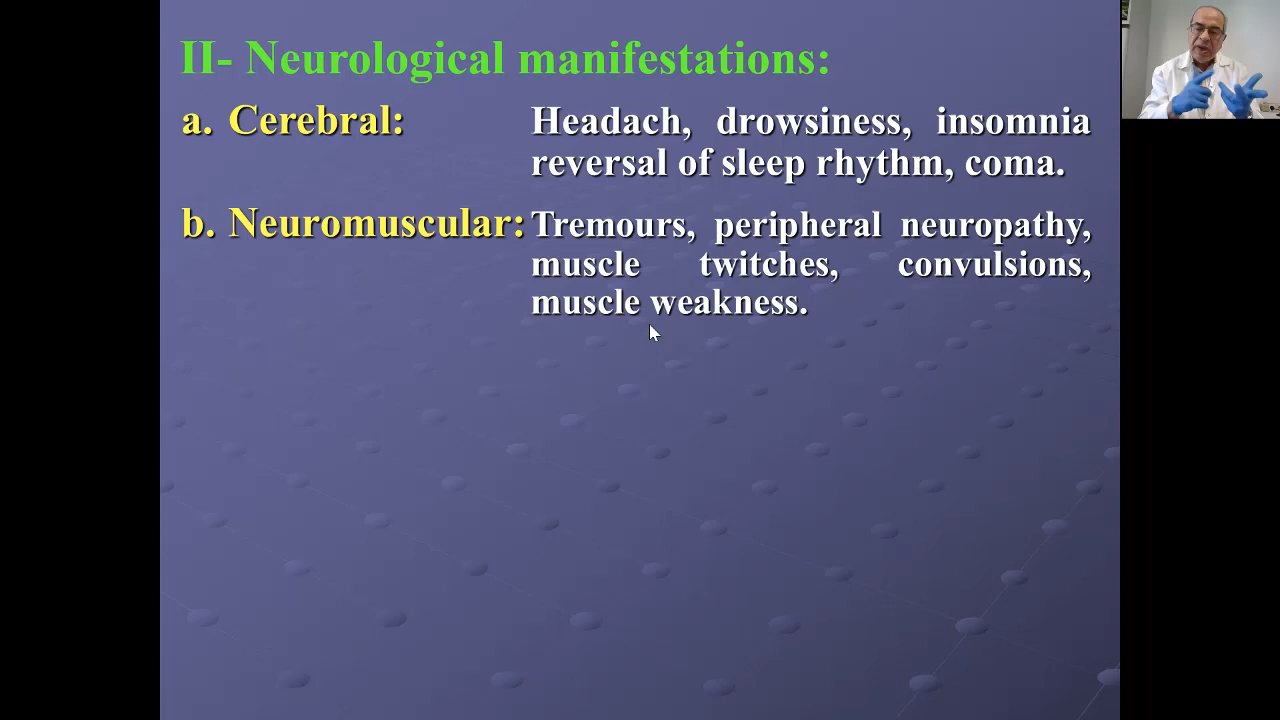 II- Neurological manifestations:
a. Cerebral: Headach, drowsiness, insomnia
reversal of sleep rhythm, coma.
b. Neuromuscular: Tremours, peripheral neuropathy,
muscle twitches, convulsions,
muscle weakness.